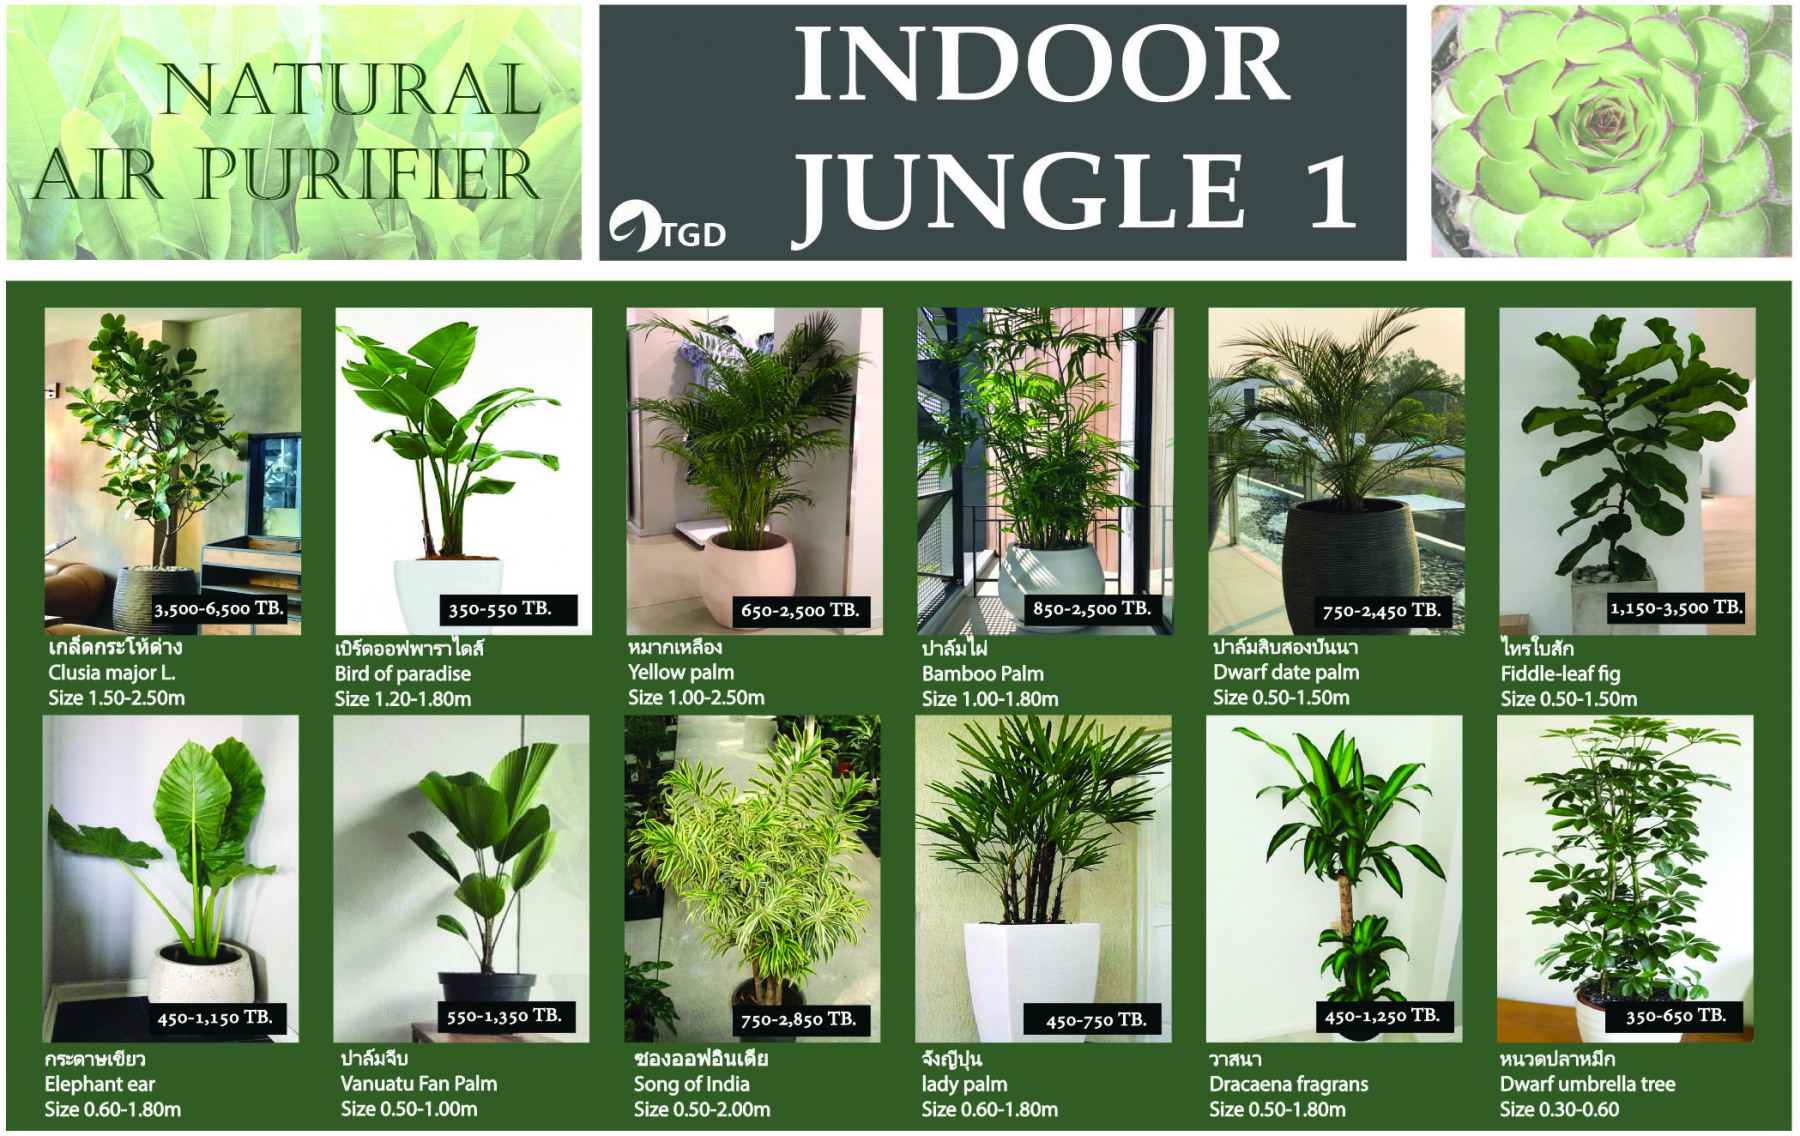 NATURAL
AIR PURIFIER
INDOOR
JUNGLE 1
TGD
3,500-6,500 TB.
เกล็ดกระโห้ด่าง
Clusia major L.
Size 1.50-2.50m
350-550 TB.
เบิร์ดออฟพาราไดส์
Bird of paradise
Size 1.20-1.80m
650-2,500 TB.
หมากเหลือง
Yellow palm
Size 1.00-2.50m
850-2,500 TB.
ปาล์มไผ่
Bamboo Palm
Size 1.00-1.80m
750-2,450 TB.
ปาล์มสิบสองปันนา
Dwarf date palm
Size 0.50-1.50m
1,150-3,500 TB.
ไทรใบสัก
Fiddle-leaf fig
Size 0.50-1.50m
450-1,150 TB.
กระดาษเขียว
Elephant ear
Size 0.60-1.80m
550-1,350 TB.
ปาล์มจีบ
Vanuatu Fan Palm
Size 0.50-1.00m
750-2,850 TB.
ซองออฟอินเดีย
Song of India
Size 0.50-2.00m
450-750 TB.
จั๋งญี่ปุ่น
lady palm
Size 0.60-1.80m
450-1,250 TB.
วาสนา
Dracaena fragrans
Size 0.50-1.80m
350-650 TB.
หนวดปลาหมึก
Dwarf umbrella tree
Size 0.30-0.60